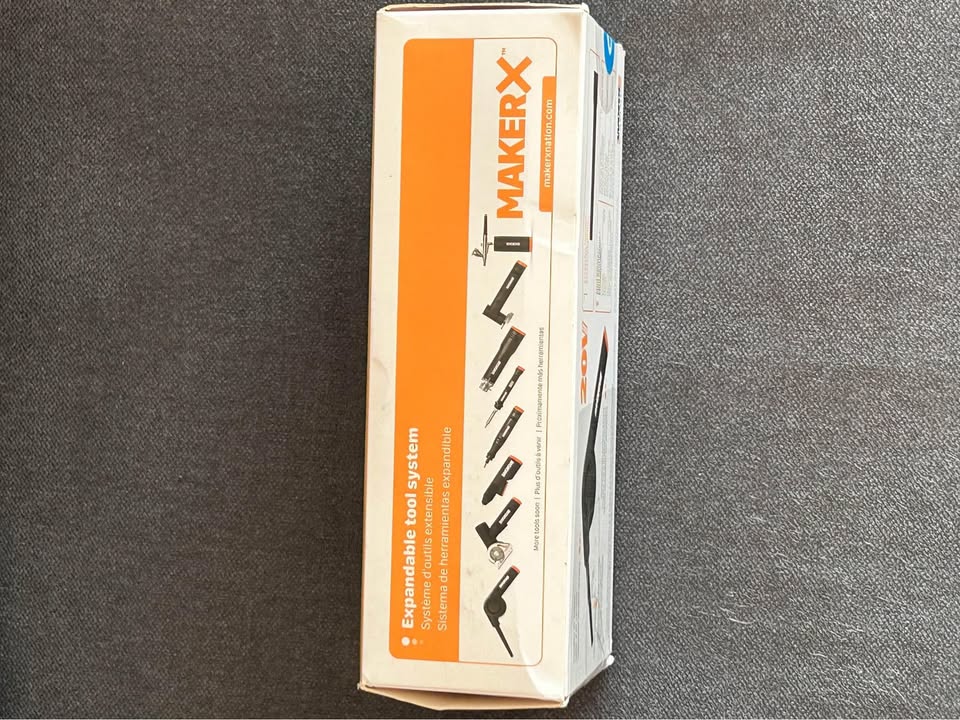 Expandable tool system
Système d'outils extensible
Sistema de herramientas expandible
MAKERX™
makerxnation.com
More tools soon | Plus d'outils à venir | Próximamente más herramientas
20V